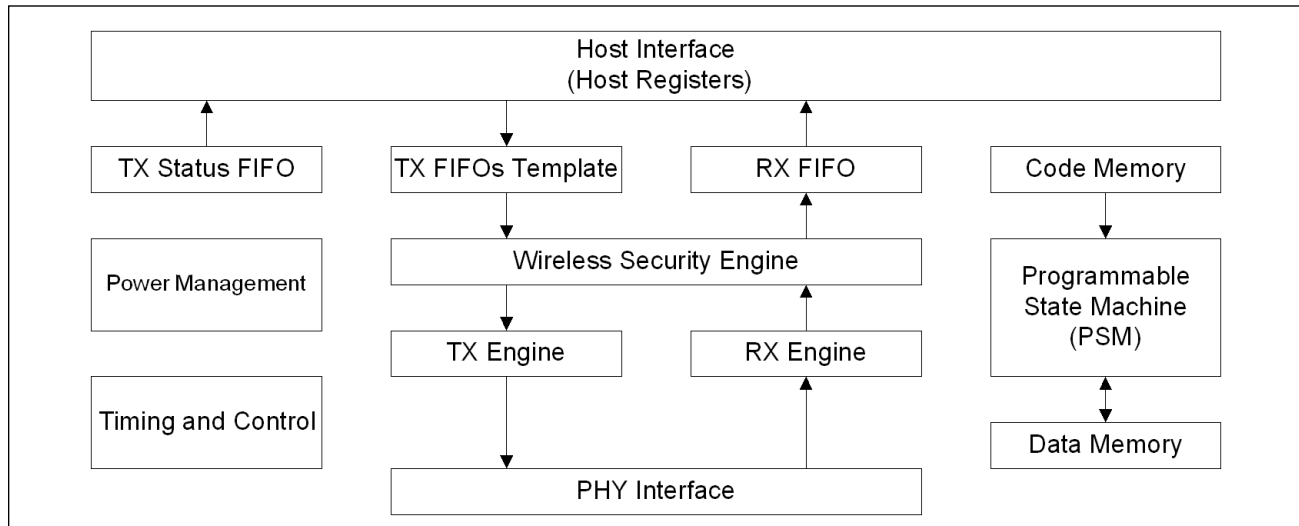 Host Interface
(Host Registers)
TX Status FIFO
TX FIFOs Template
RX FIFO
Code Memory
Power Management
Wireless Security Engine
Programmable
State Machine
(PSM)
TX Engine
RX Engine
Timing and Control
Data Memory
PHY Interface